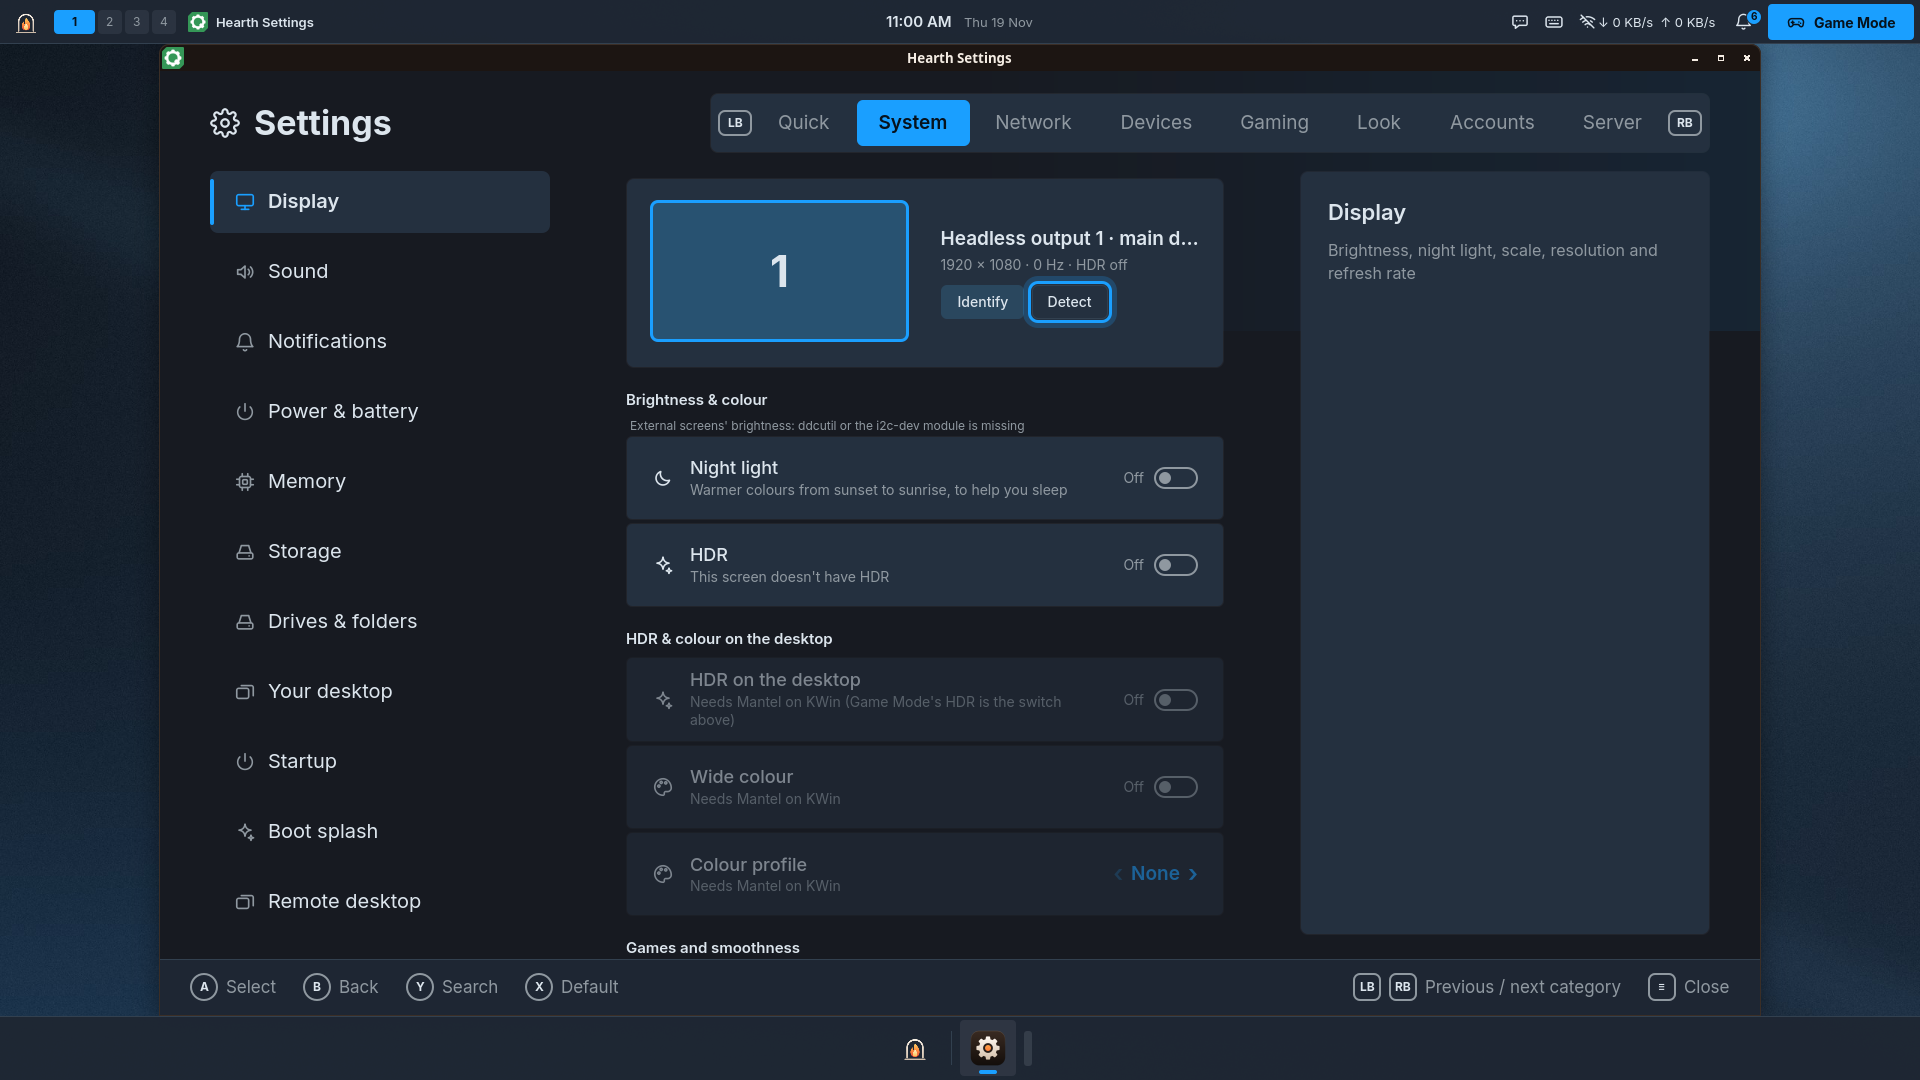 1 2 3 4 Hearth Settings 11:00 AM Thu 19 Nov 0 KB/s 0 KB/s 6 Game Mode
Hearth Settings
Settings
LB Quick System Network Devices Gaming Look Accounts Server RB
Display
Sound
Notifications
Power & battery
Memory
Storage
Drives & folders
Your desktop
Startup
Boot splash
Remote desktop
1
Headless output 1 · main d...
1920 × 1080 · 0 Hz · HDR off
Identify Detect
Brightness & colour
External screens' brightness: ddcutil or the i2c-dev module is missing
Night light
Warmer colours from sunset to sunrise, to help you sleep
Off
HDR
This screen doesn't have HDR
Off
HDR & colour on the desktop
HDR on the desktop
Needs Mantel on KWin (Game Mode's HDR is the switch
above)
Off
Wide colour
Needs Mantel on KWin
Off
Colour profile
Needs Mantel on KWin
None
Games and smoothness
Display
Brightness, night light, scale, resolution and
refresh rate
A Select B Back Y Search X Default LB RB Previous / next category Close